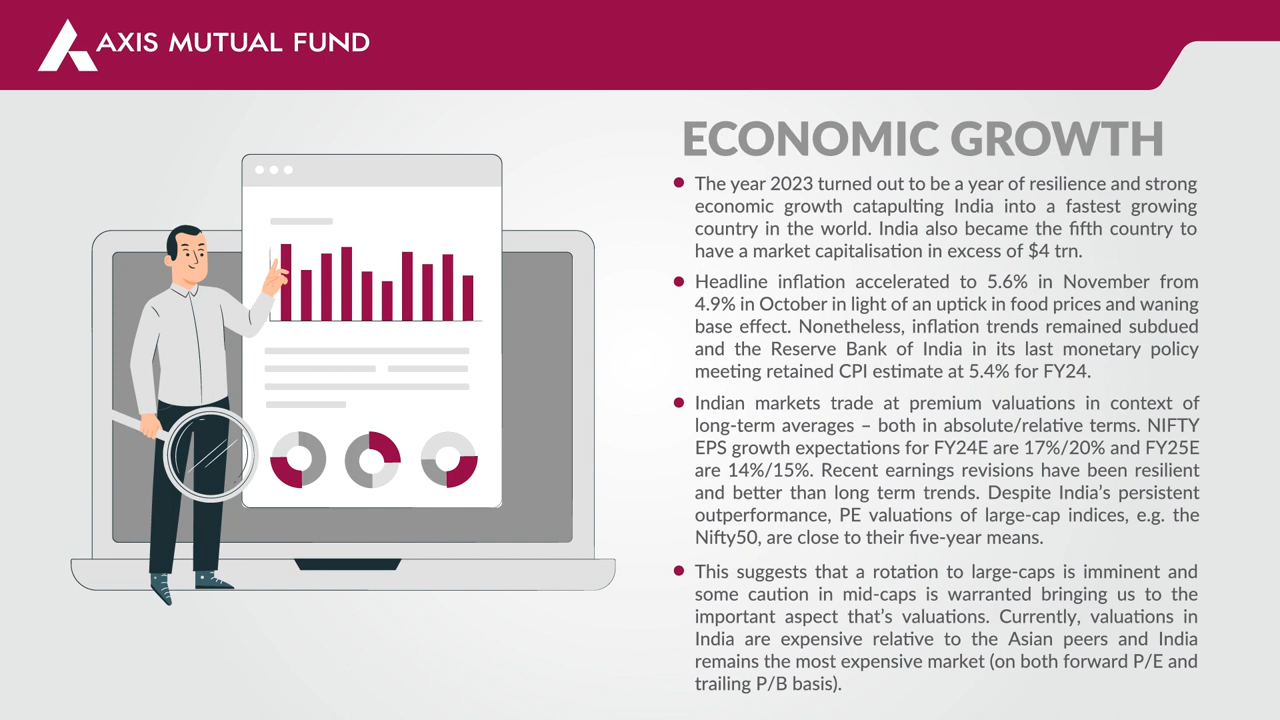 AXIS MUTUAL FUND
ECONOMIC GROWTH
The year 2023 turned out to be a year of resilience and strong
economic growth catapulting India into a fastest growing
country in the world. India also became the fifth country to
have a market capitalisation in excess of $4 trn.
Headline inflation accelerated to 5.6% in November from
4.9% in October in light of an uptick in food prices and waning
base effect. Nonetheless, inflation trends remained subdued
and the Reserve Bank of India in its last monetary policy
meeting retained CPI estimate at 5.4% for FY24.
Indian markets trade at premium valuations in context of
long-term averages – both in absolute/relative terms. NIFTY
EPS growth expectations for FY24E are 17%/20% and FY25E
are 14%/15%. Recent earnings revisions have been resilient
and better than long term trends. Despite India's persistent
outperformance, PE valuations of large-cap indices, e.g. the
Nifty50, are close to their five-year means.
This suggests that a rotation to large-caps is imminent and
some caution in mid-caps is warranted bringing us to the
important aspect that's valuations. Currently, valuations in
India are expensive relative to the Asian peers and India
remains the most expensive market (on both forward P/E and
trailing P/B basis).